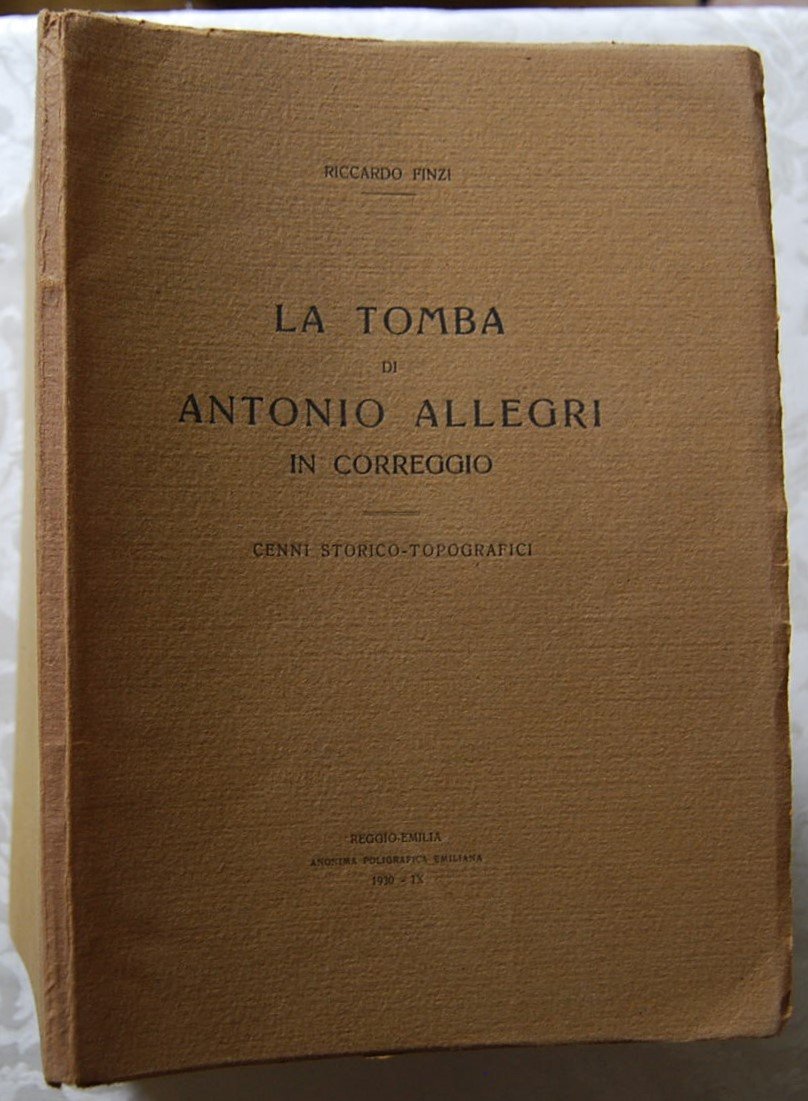 RICCARDO FINZI
LA TOMBA
DI
ANTONIO ALLEGRI
IN CORREGGIO
CENNI STORICO-TOPOGRAFICI
REGGIO-EMILIA
ANONIMA POLIGRAFICA EMILIANA
1930 - IX